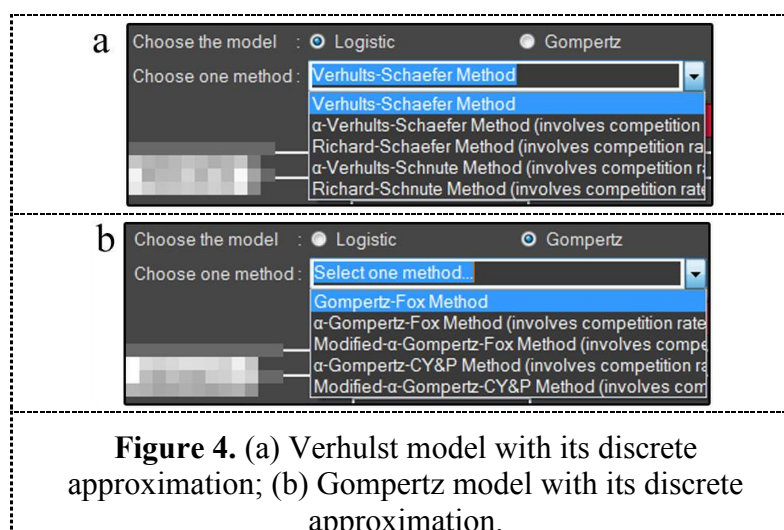 a
Choose the model : Logistic Gompertz
Choose one method : Verhults-Schaefer Method
Verhults-Schaefer Method
α-Verhults-Schaefer Method (involves competition
Richard-Schaefer Method (involves competition ra
α-Verhults-Schnute Method (involves competition r
Richard-Schnute Method (involves competition rate
b
Choose the model : Logistic Gompertz
Choose one method : Select one method...
Gompertz-Fox Method
α-Gompertz-Fox Method (involves competition rate
Modified-α-Gompertz-Fox Method (involves compe
α-Gompertz-CY&P Method (involves competition ra
Modified-α-Gompertz-CY&P Method (involves com
Figure 4. (a) Verhulst model with its discrete
approximation; (b) Gompertz model with its discrete
approximation.